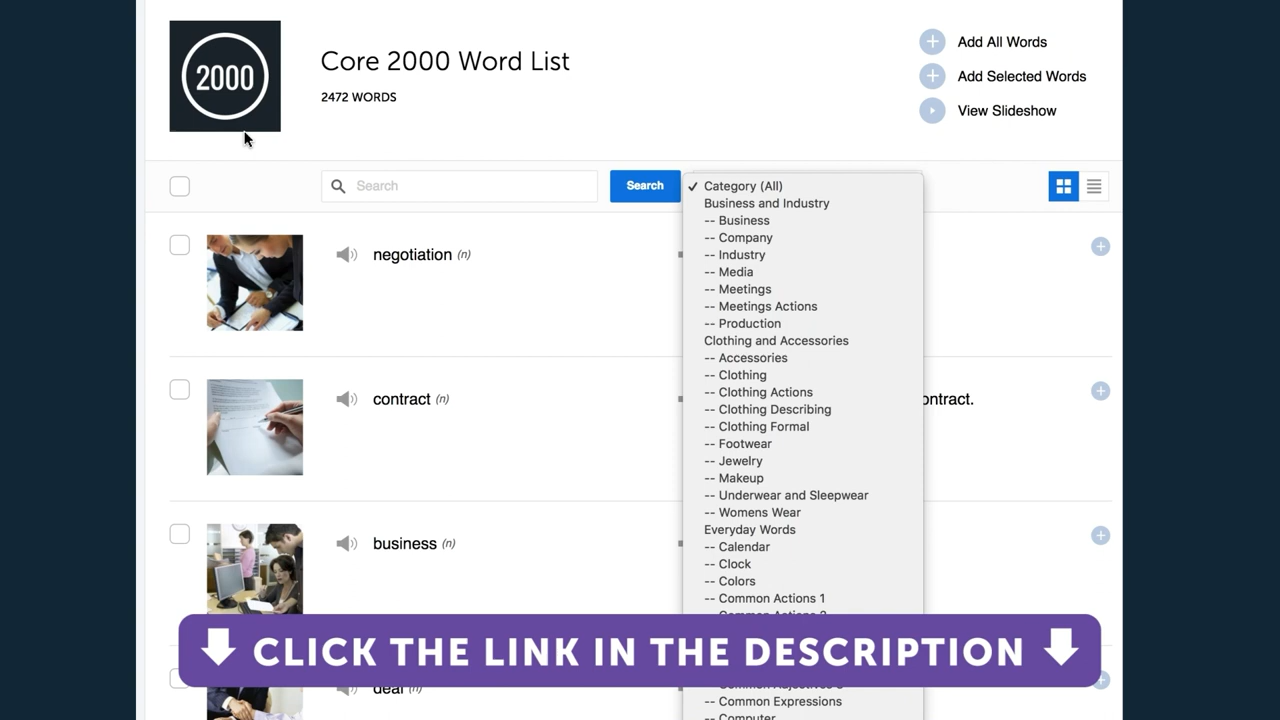 2000
Core 2000 Word List
2472 WORDS
Add All Words
Add Selected Words
View Slideshow
Search
Search
✓ Category (All)
Business and Industry
-- Business
-- Company
-- Industry
-- Media
-- Meetings
-- Meetings Actions
-- Production
Clothing and Accessories
-- Accessories
-- Clothing
-- Clothing Actions
-- Clothing Describing
-- Clothing Formal
-- Footwear
-- Jewelry
-- Makeup
-- Underwear and Sleepwear
-- Womens Wear
Everyday Words
-- Calendar
-- Clock
-- Colors
-- Common Actions 1
-- Common Expressions
-- Computer
negotiation (n)
contract (n)
ontract.
business (n)
deal (n)
CLICK THE LINK IN THE DESCRIPTION